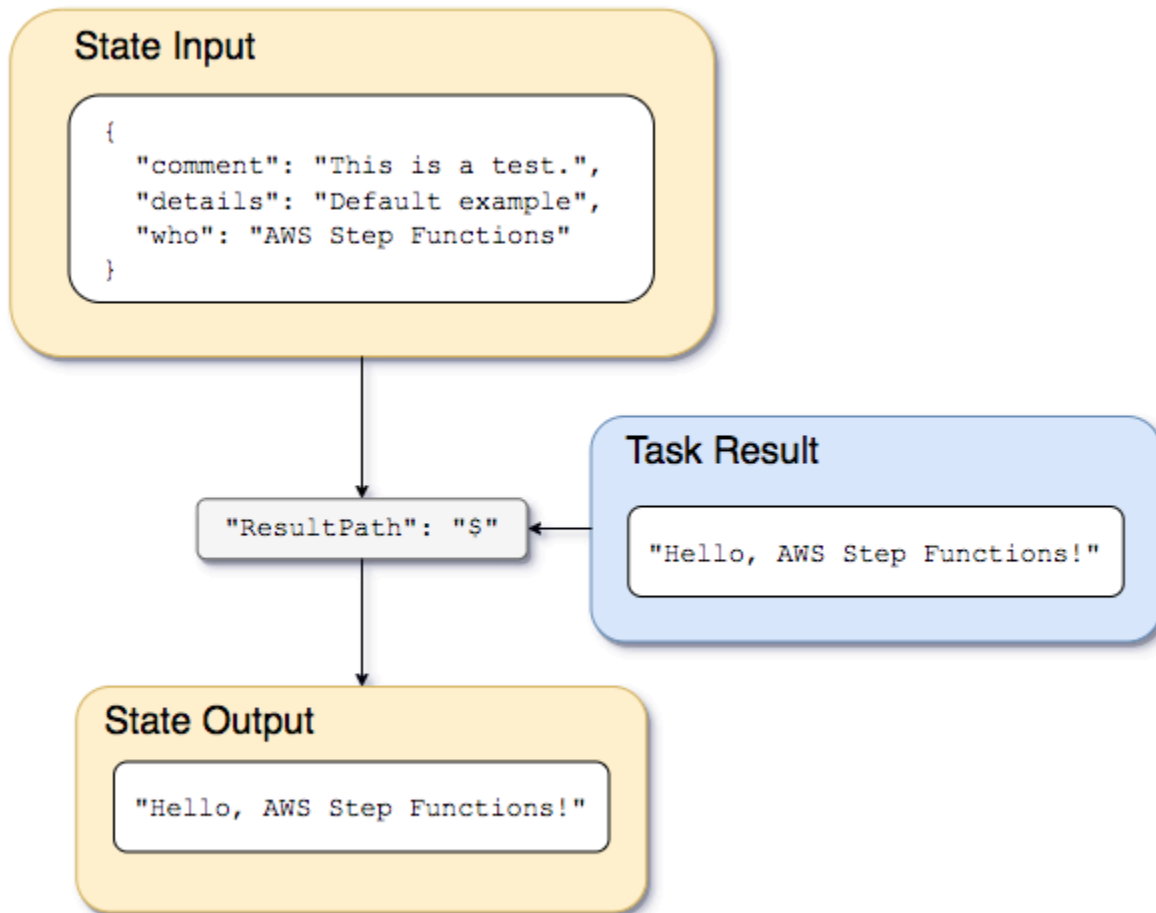 State Input
{
"comment": "This is a test.",
"details": "Default example",
"who": "AWS Step Functions"
}
Task Result
"ResultPath": "$"
"Hello, AWS Step Functions!"
State Output
"Hello, AWS Step Functions!"